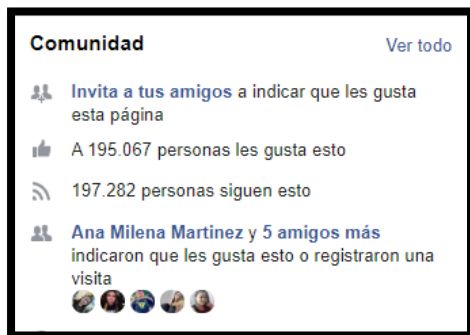 Comunidad
Ver todo
Invita a tus amigos a indicar que les gusta
esta página
A 195.067 personas les gusta esto
197.282 personas siguen esto
Ana Milena Martinez y 5 amigos más
indicaron que les gusta esto o registraron una
visita